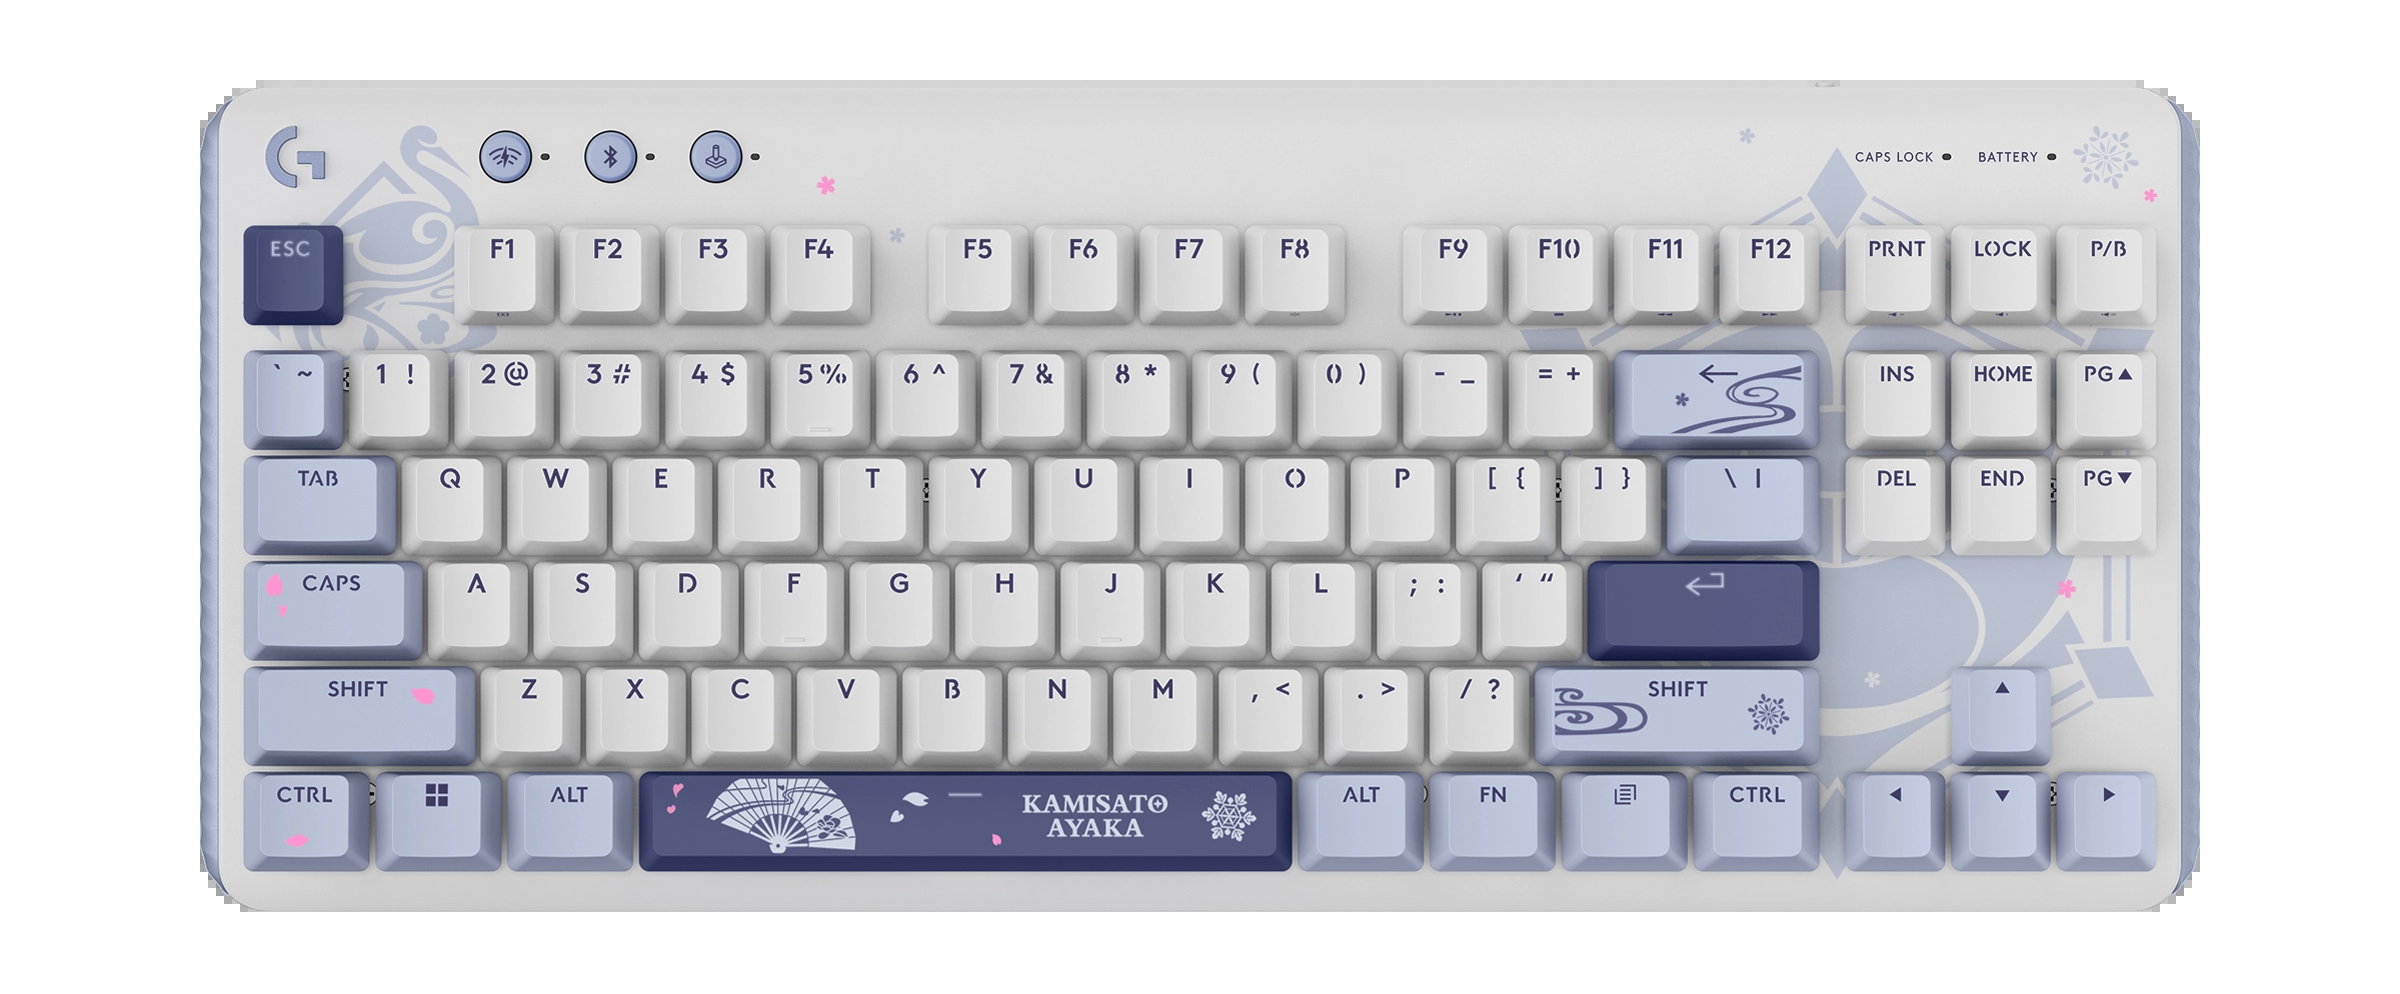 CAPS LOCK BATTERY
ESC F1 F2 F3 F4 F5 F6 F7 F8 F9 F10 F11 F12 PRNT LOCK P/B
` ~ 1 ! 2 @ 3 # 4 $ 5 % 6 ^ 7 & 8 * 9 ( 0 ) - _ = + ← INS HOME PG▲
TAB Q W E R T Y U I O P [ { ] } \ | DEL END PG▼
CAPS A S D F G H J K L ; : ‘ “
SHIFT Z X C V B N M , < . > / ? SHIFT ▲
CTRL ALT KAMISATO
AYAKA
ALT FN CTRL ◀ ▼ ▶